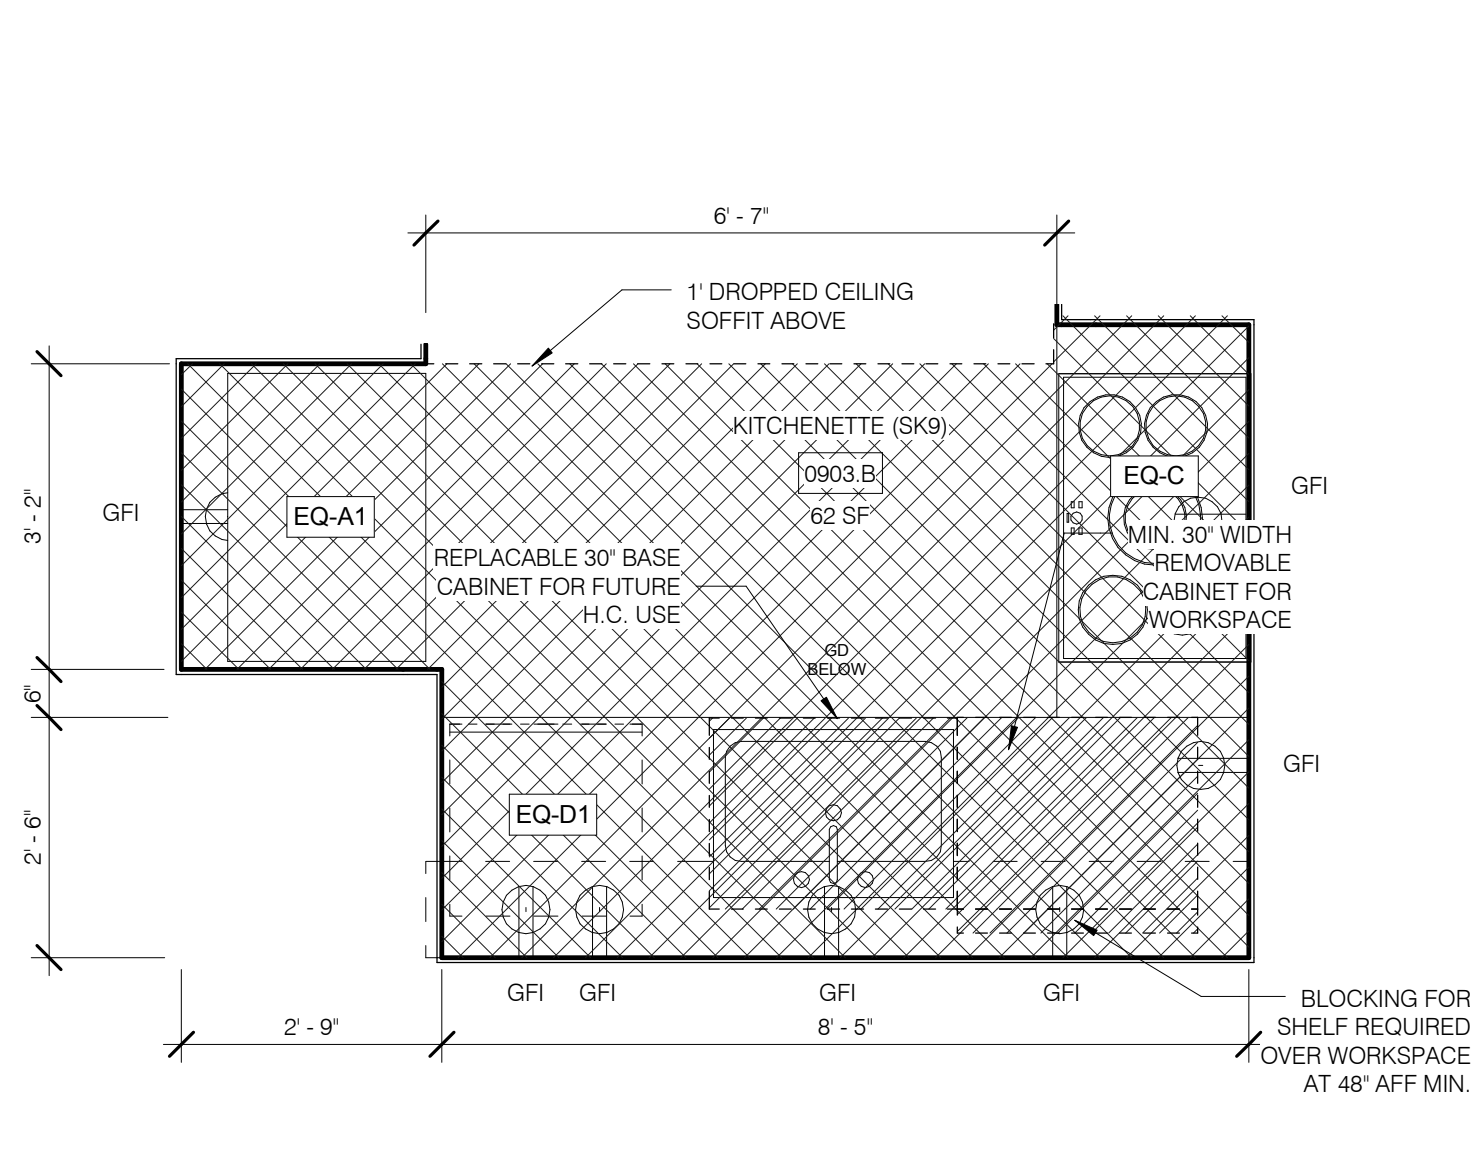 6' - 7"
1' DROPPED CEILING
SOFFIT ABOVE
KITCHENETTE (SK9)
0903.B
62 SF
EQ-C
GFI
GFI
EQ-A1
3' - 2"
MIN. 30" WIDTH
REMOVABLE
CABINET FOR
WORKSPACE
REPLACABLE 30" BASE
CABINET FOR FUTURE
H.C. USE
GD
BELOW
6"
GFI
EQ-D1
2' - 6"
GFI
GFI
GFI
GFI
BLOCKING FOR
SHELF REQUIRED
OVER WORKSPACE
AT 48" AFF MIN.
2' - 9"
8' - 5"